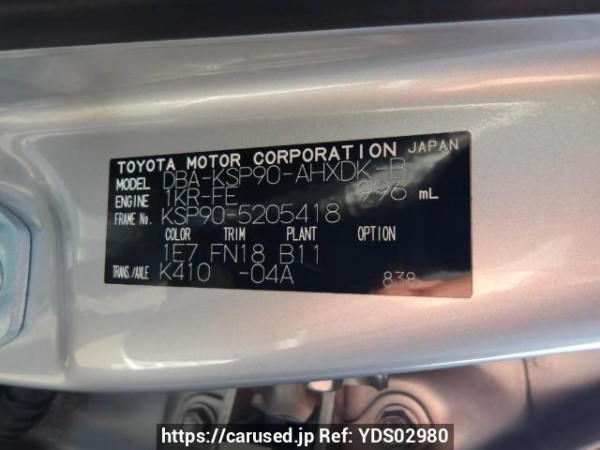 TOYOTA MOTOR CORPORATION JAPAN
MODEL DBA-KSP90-AHXDK-B
ENGINE 1KR-FE 996 mL
FRAME No. KSP90-5205418
COLOR TRIM PLANT OPTION
1E7 FN18 B11
TRANS./AXLE K410 -04A 838
https://carused.jp Ref: YDS02980